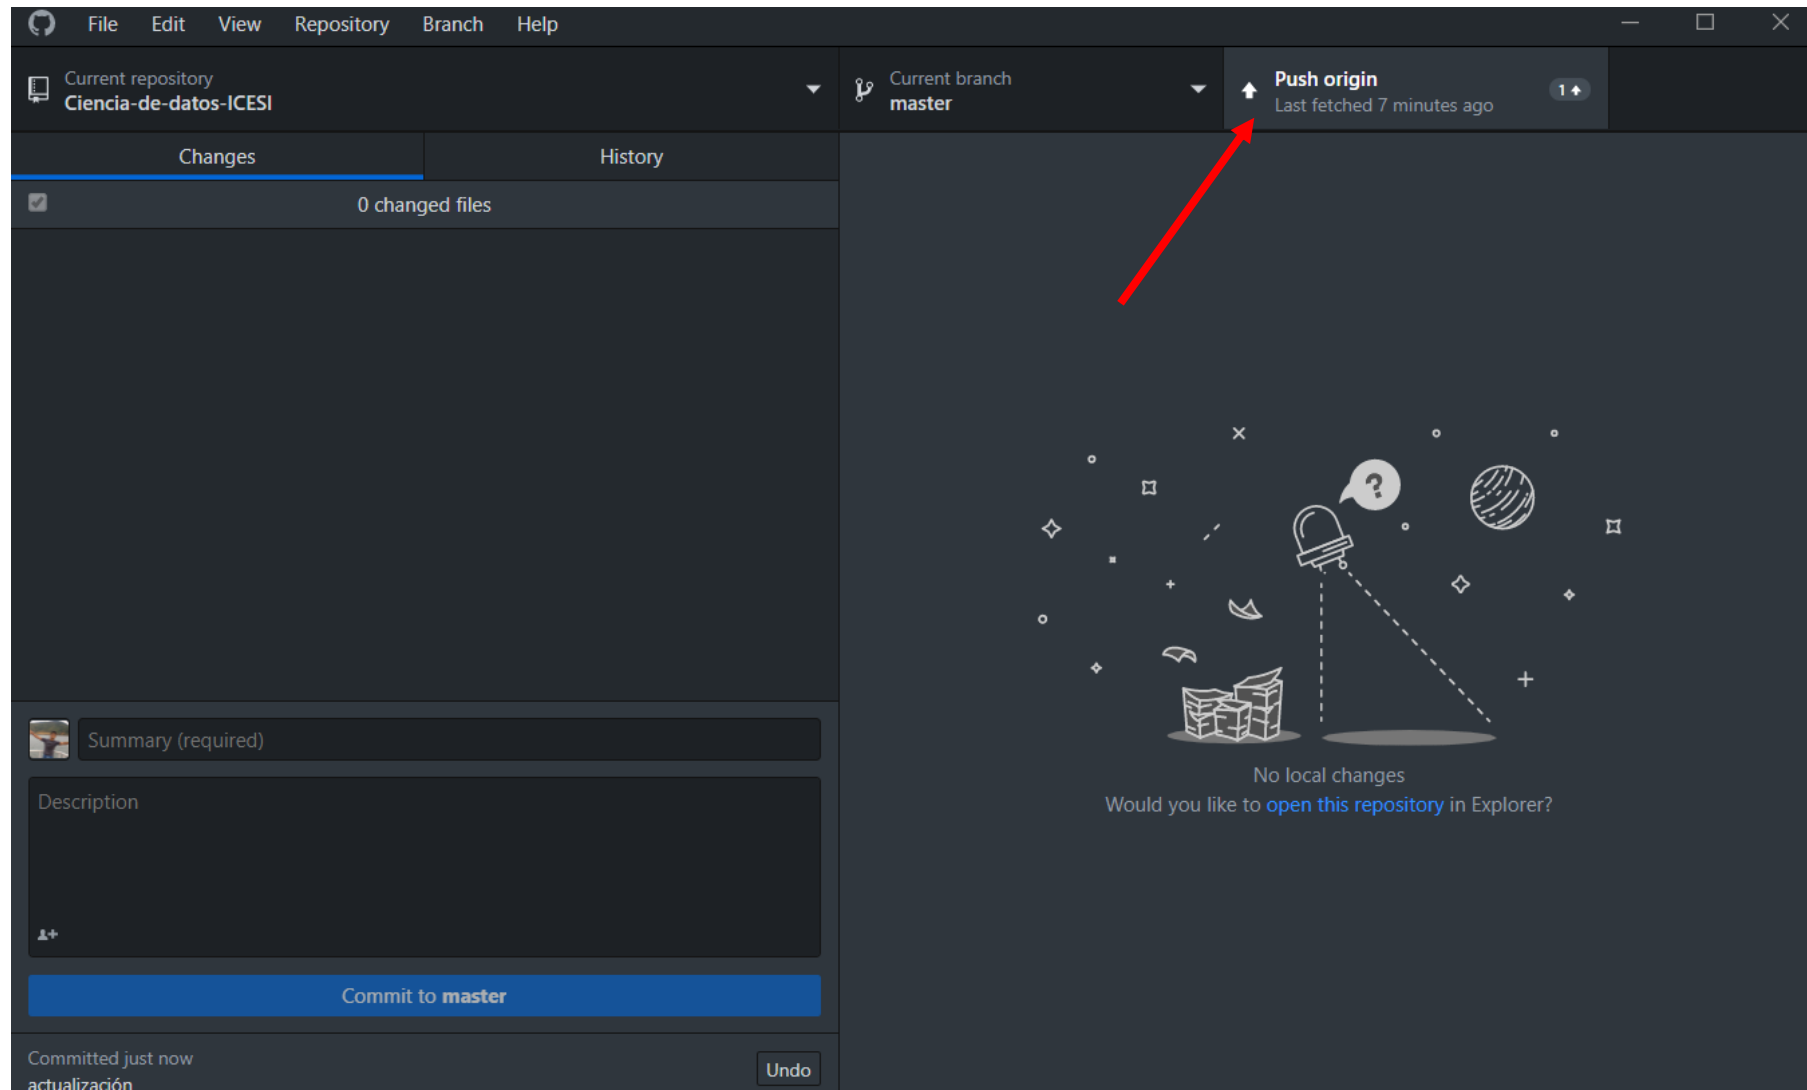 File Edit View Repository Branch Help
Current repository
Ciencia-de-datos-ICESI
Current branch
master
Push origin
Last fetched 7 minutes ago
1
Changes
History
0 changed files
?
Summary (required)
Description
No local changes
Would you like to open this repository in Explorer?
Commit to master
Committed just now
actualización
Undo